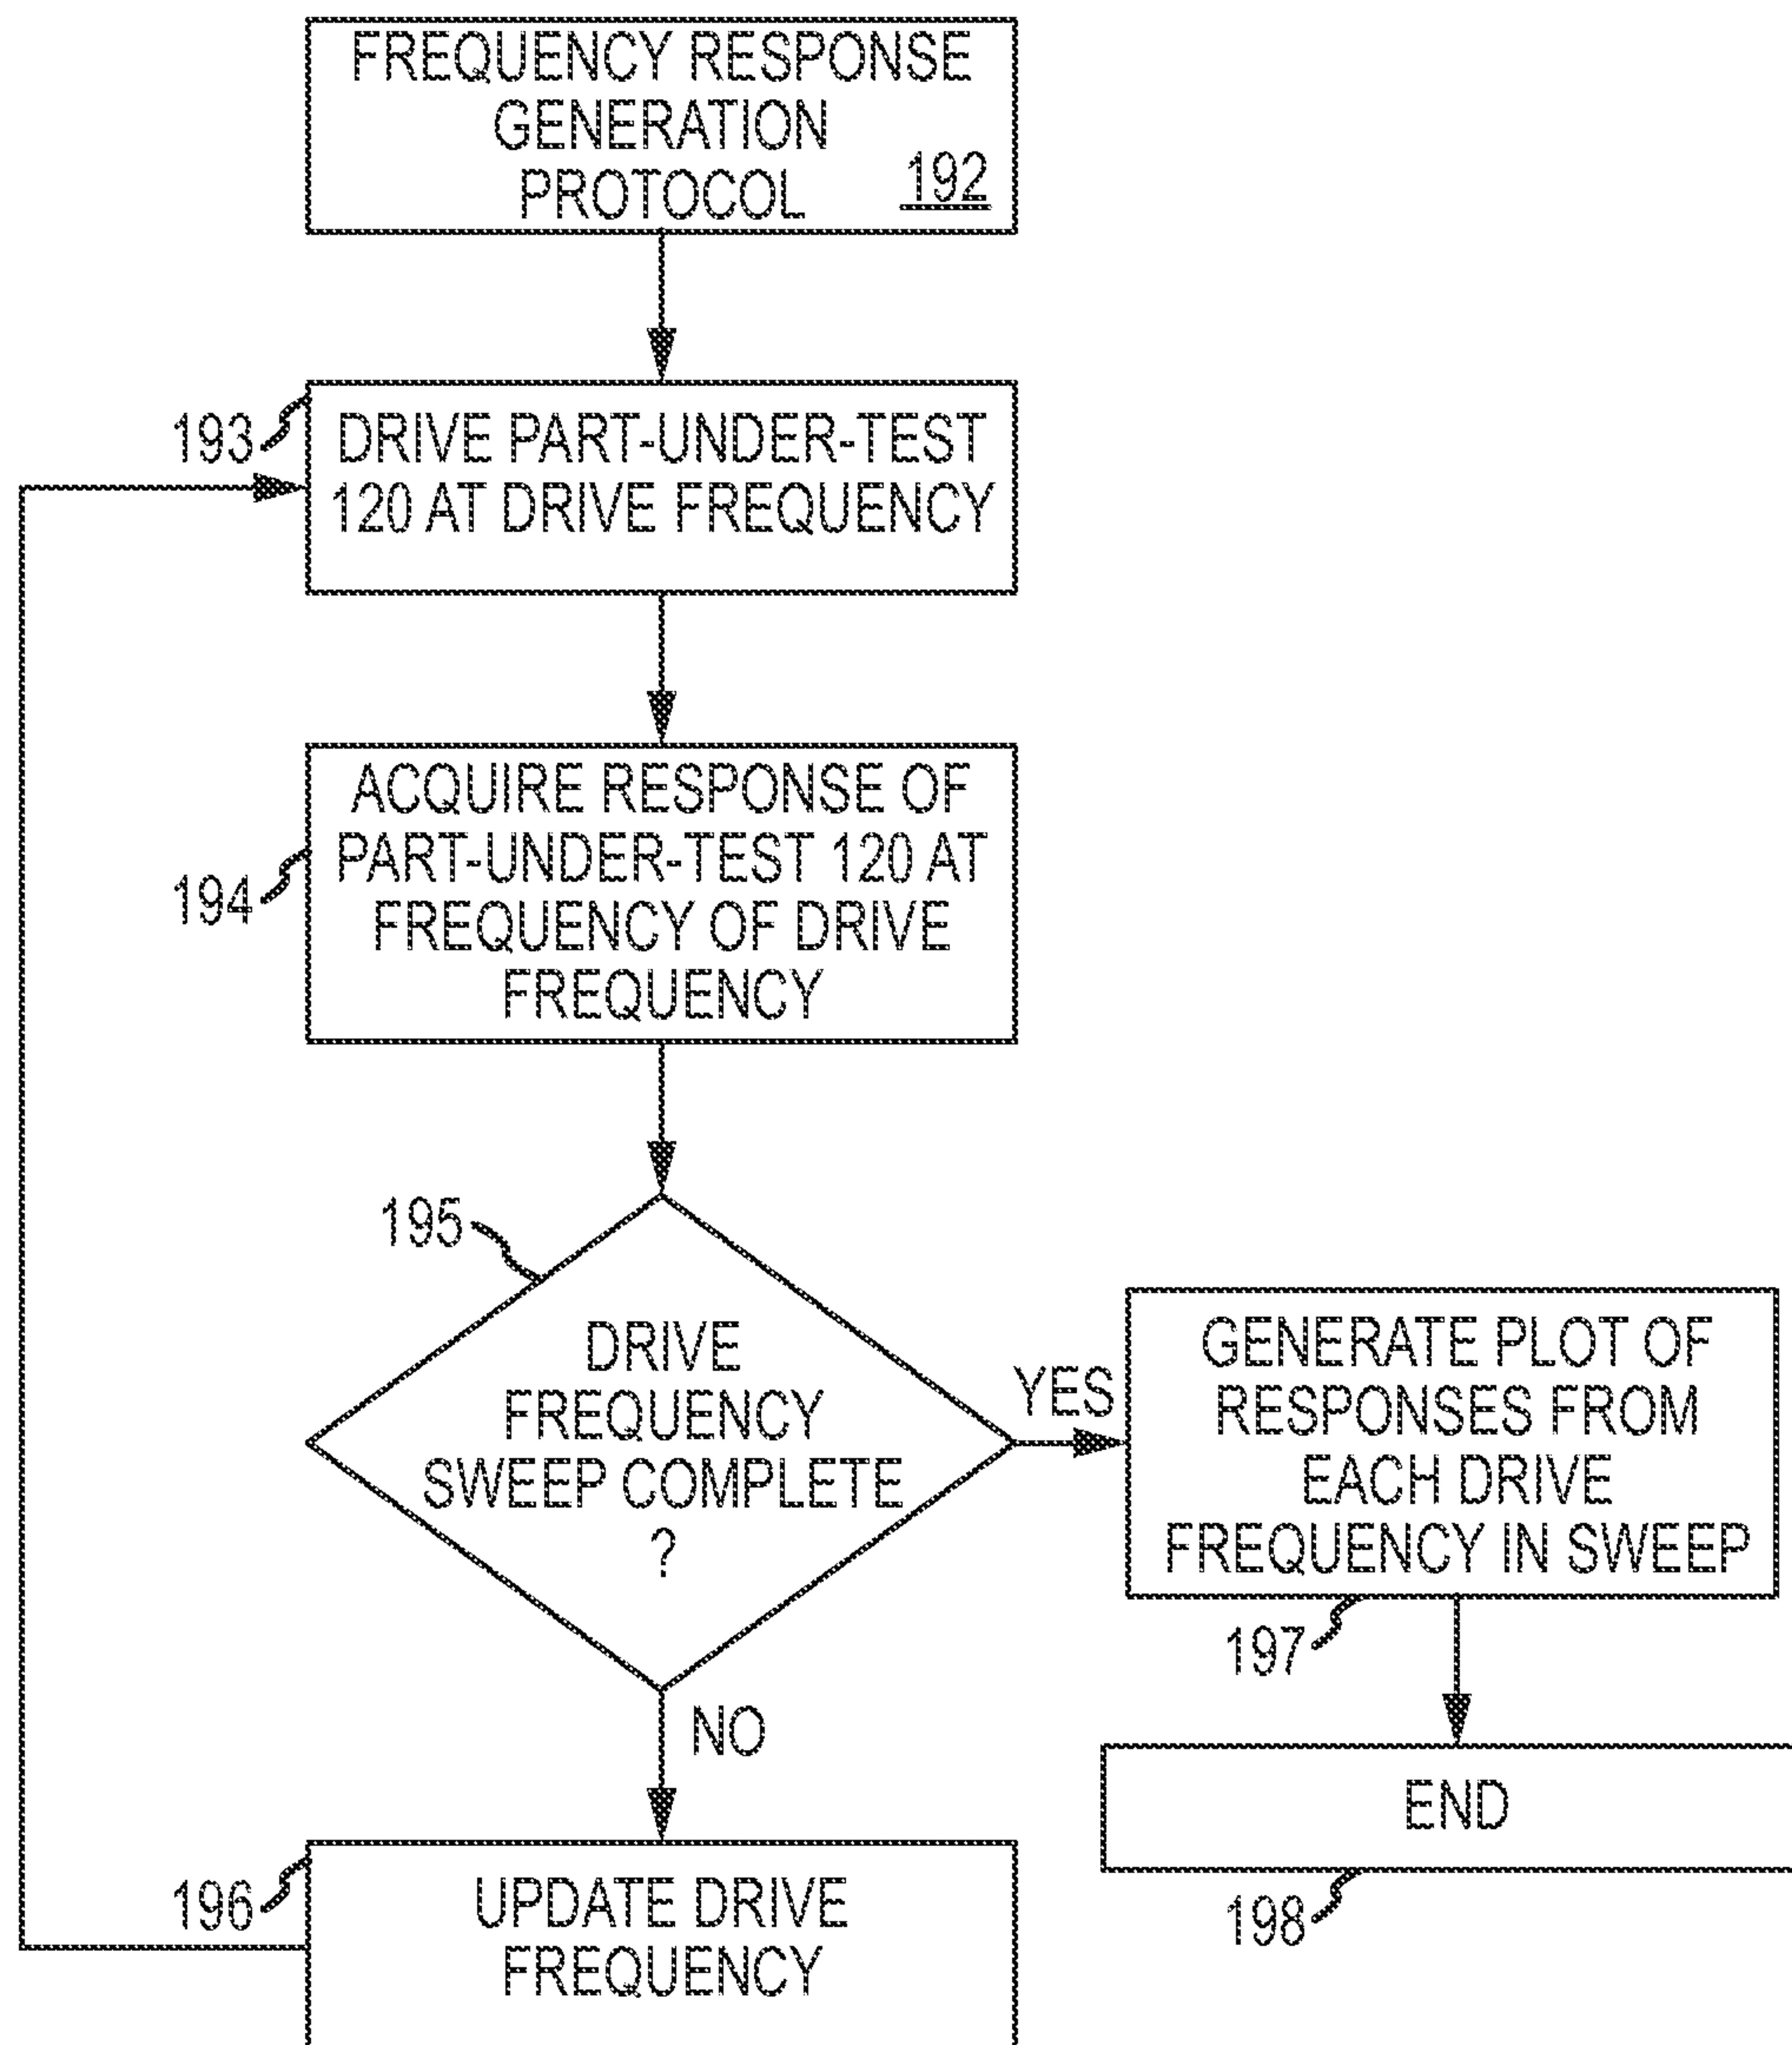 FREQUENCY RESPONSE
GENERATION
PROTOCOL
192
193
DRIVE PART-UNDER-TEST
120 AT DRIVE FREQUENCY
194
ACQUIRE RESPONSE OF
PART-UNDER-TEST 120 AT
FREQUENCY OF DRIVE
FREQUENCY
195
DRIVE
FREQUENCY
SWEEP COMPLETE
?
YES
GENERATE PLOT OF
RESPONSES FROM
EACH DRIVE
FREQUENCY IN SWEEP
197
NO
END
198
196
UPDATE DRIVE
FREQUENCY